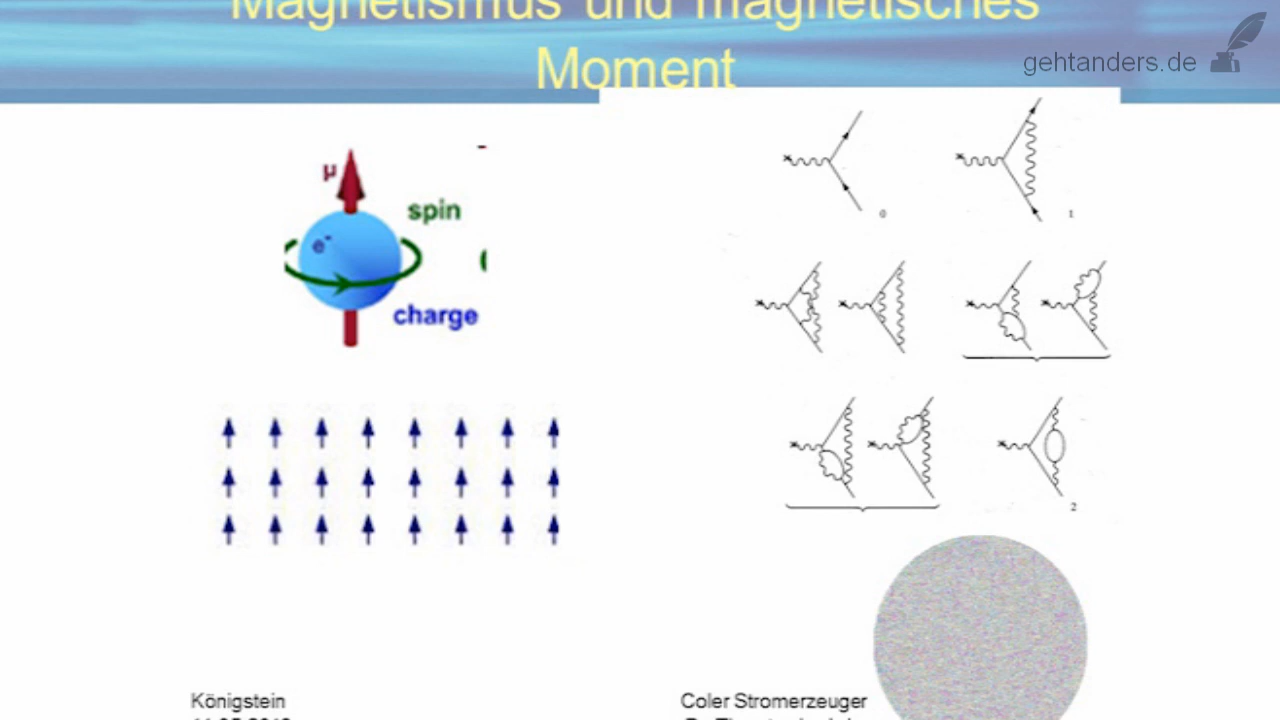 Magnetismus und magnetisches
Moment
gehtanders.de
μ
spin
e⁻
charge
0
1
2
Königstein
Coler Stromerzeuger